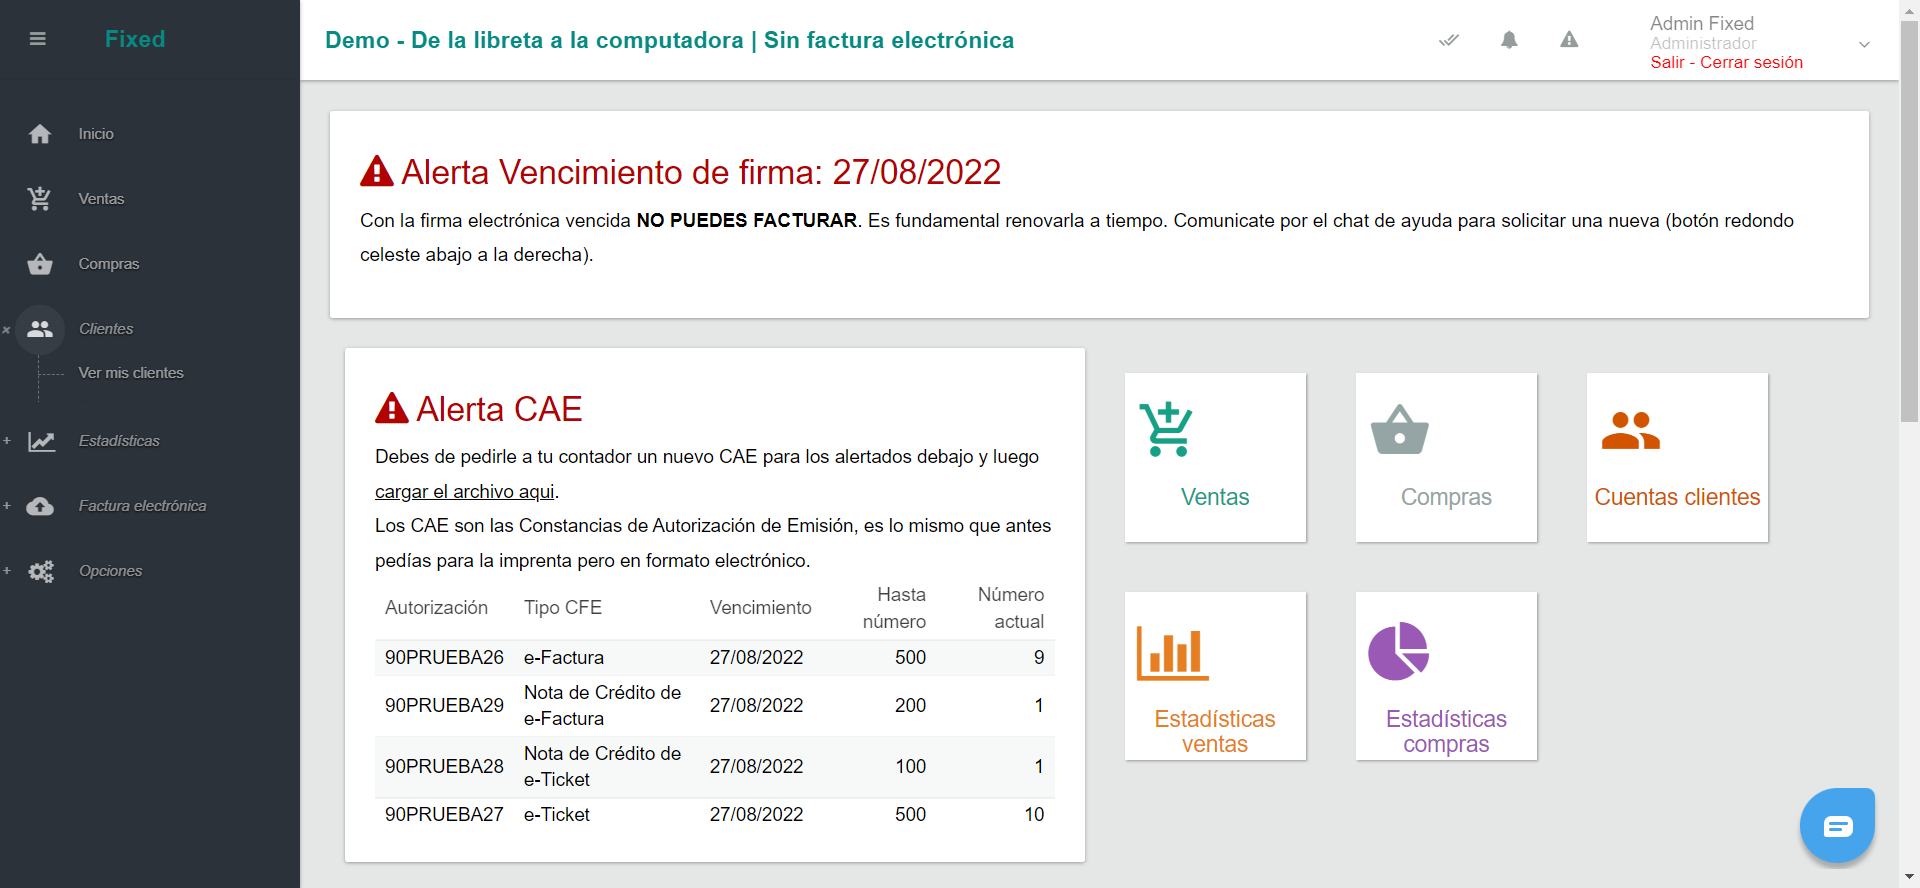 Fixed
Demo - De la libreta a la computadora | Sin factura electrónica
Admin Fixed
Administrador
Salir - Cerrar sesión
Inicio
Ventas
Compras
Clientes
Ver mis clientes
Estadísticas
Factura electrónica
Opciones
Alerta Vencimiento de firma: 27/08/2022
Con la firma electrónica vencida NO PUEDES FACTURAR. Es fundamental renovarla a tiempo. Comunicate por el chat de ayuda para solicitar una nueva (botón redondo
celeste abajo a la derecha).
Alerta CAE
Debes de pedirle a tu contador un nuevo CAE para los alertados debajo y luego
cargar el archivo aqui.
Los CAE son las Constancias de Autorización de Emisión, es lo mismo que antes
pedías para la imprenta pero en formato electrónico.
Autorización Tipo CFE Vencimiento Hasta número Número actual
90PRUEBA26 e-Factura 27/08/2022 500 9
90PRUEBA29 Nota de Crédito de e-Factura 27/08/2022 200 1
90PRUEBA28 Nota de Crédito de e-Ticket 27/08/2022 100 1
90PRUEBA27 e-Ticket 27/08/2022 500 10
Ventas
Compras
Cuentas clientes
Estadísticas
ventas
Estadísticas
compras